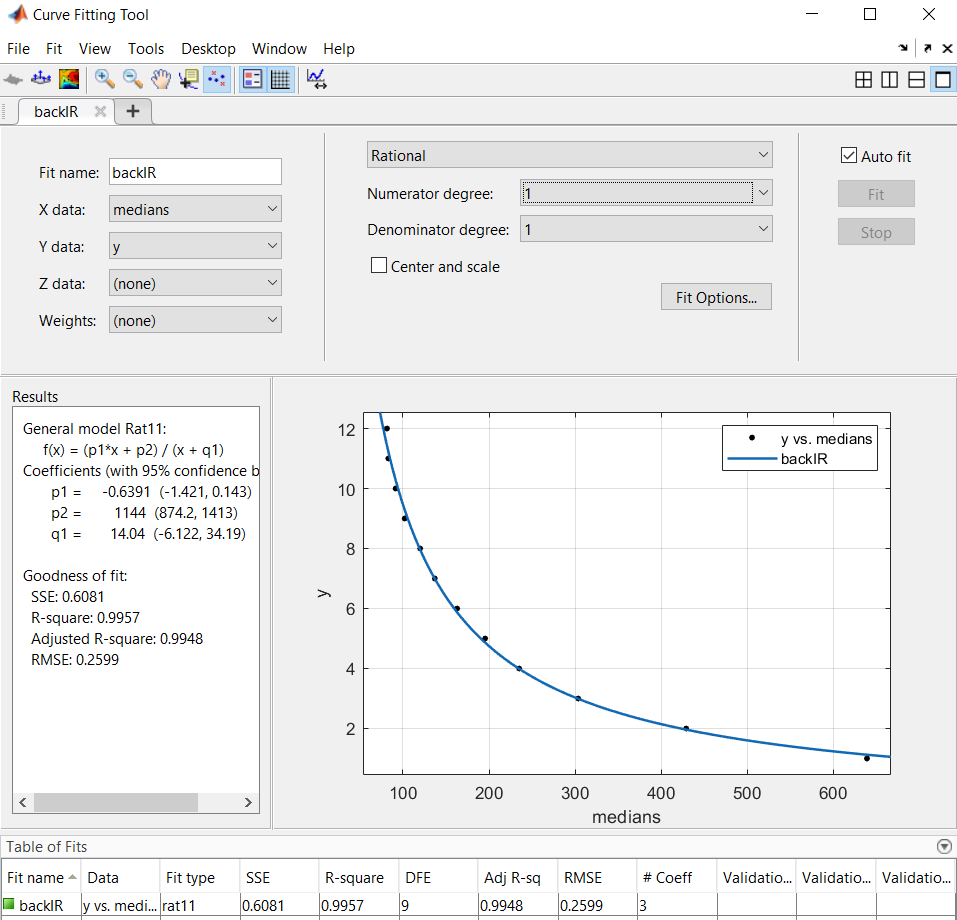 Curve Fitting Tool
File Fit View Tools Desktop Window Help
backIR
Fit name: backIR
X data: medians
Y data: y
Z data: (none)
Weights: (none)
Rational
Numerator degree: 1
Denominator degree: 1
Center and scale
Fit Options...
Auto fit
Fit
Stop
Results
General model Rat11:
f(x) = (p1*x + p2) / (x + q1)
Coefficients (with 95% confidence b
p1 = -0.6391 (-1.421, 0.143)
p2 = 1144 (874.2, 1413)
q1 = 14.04 (-6.122, 34.19)
Goodness of fit:
SSE: 0.6081
R-square: 0.9957
Adjusted R-square: 0.9948
RMSE: 0.2599
y vs. medians
backIR
12
10
8
6
4
2
y
100 200 300 400 500 600
medians
Table of Fits
Fit name Data Fit type SSE R-square DFE Adj R-sq RMSE # Coeff Validatio... Validatio... Validatio...
backIR y vs. medi... rat11 0.6081 0.9957 9 0.9948 0.2599 3